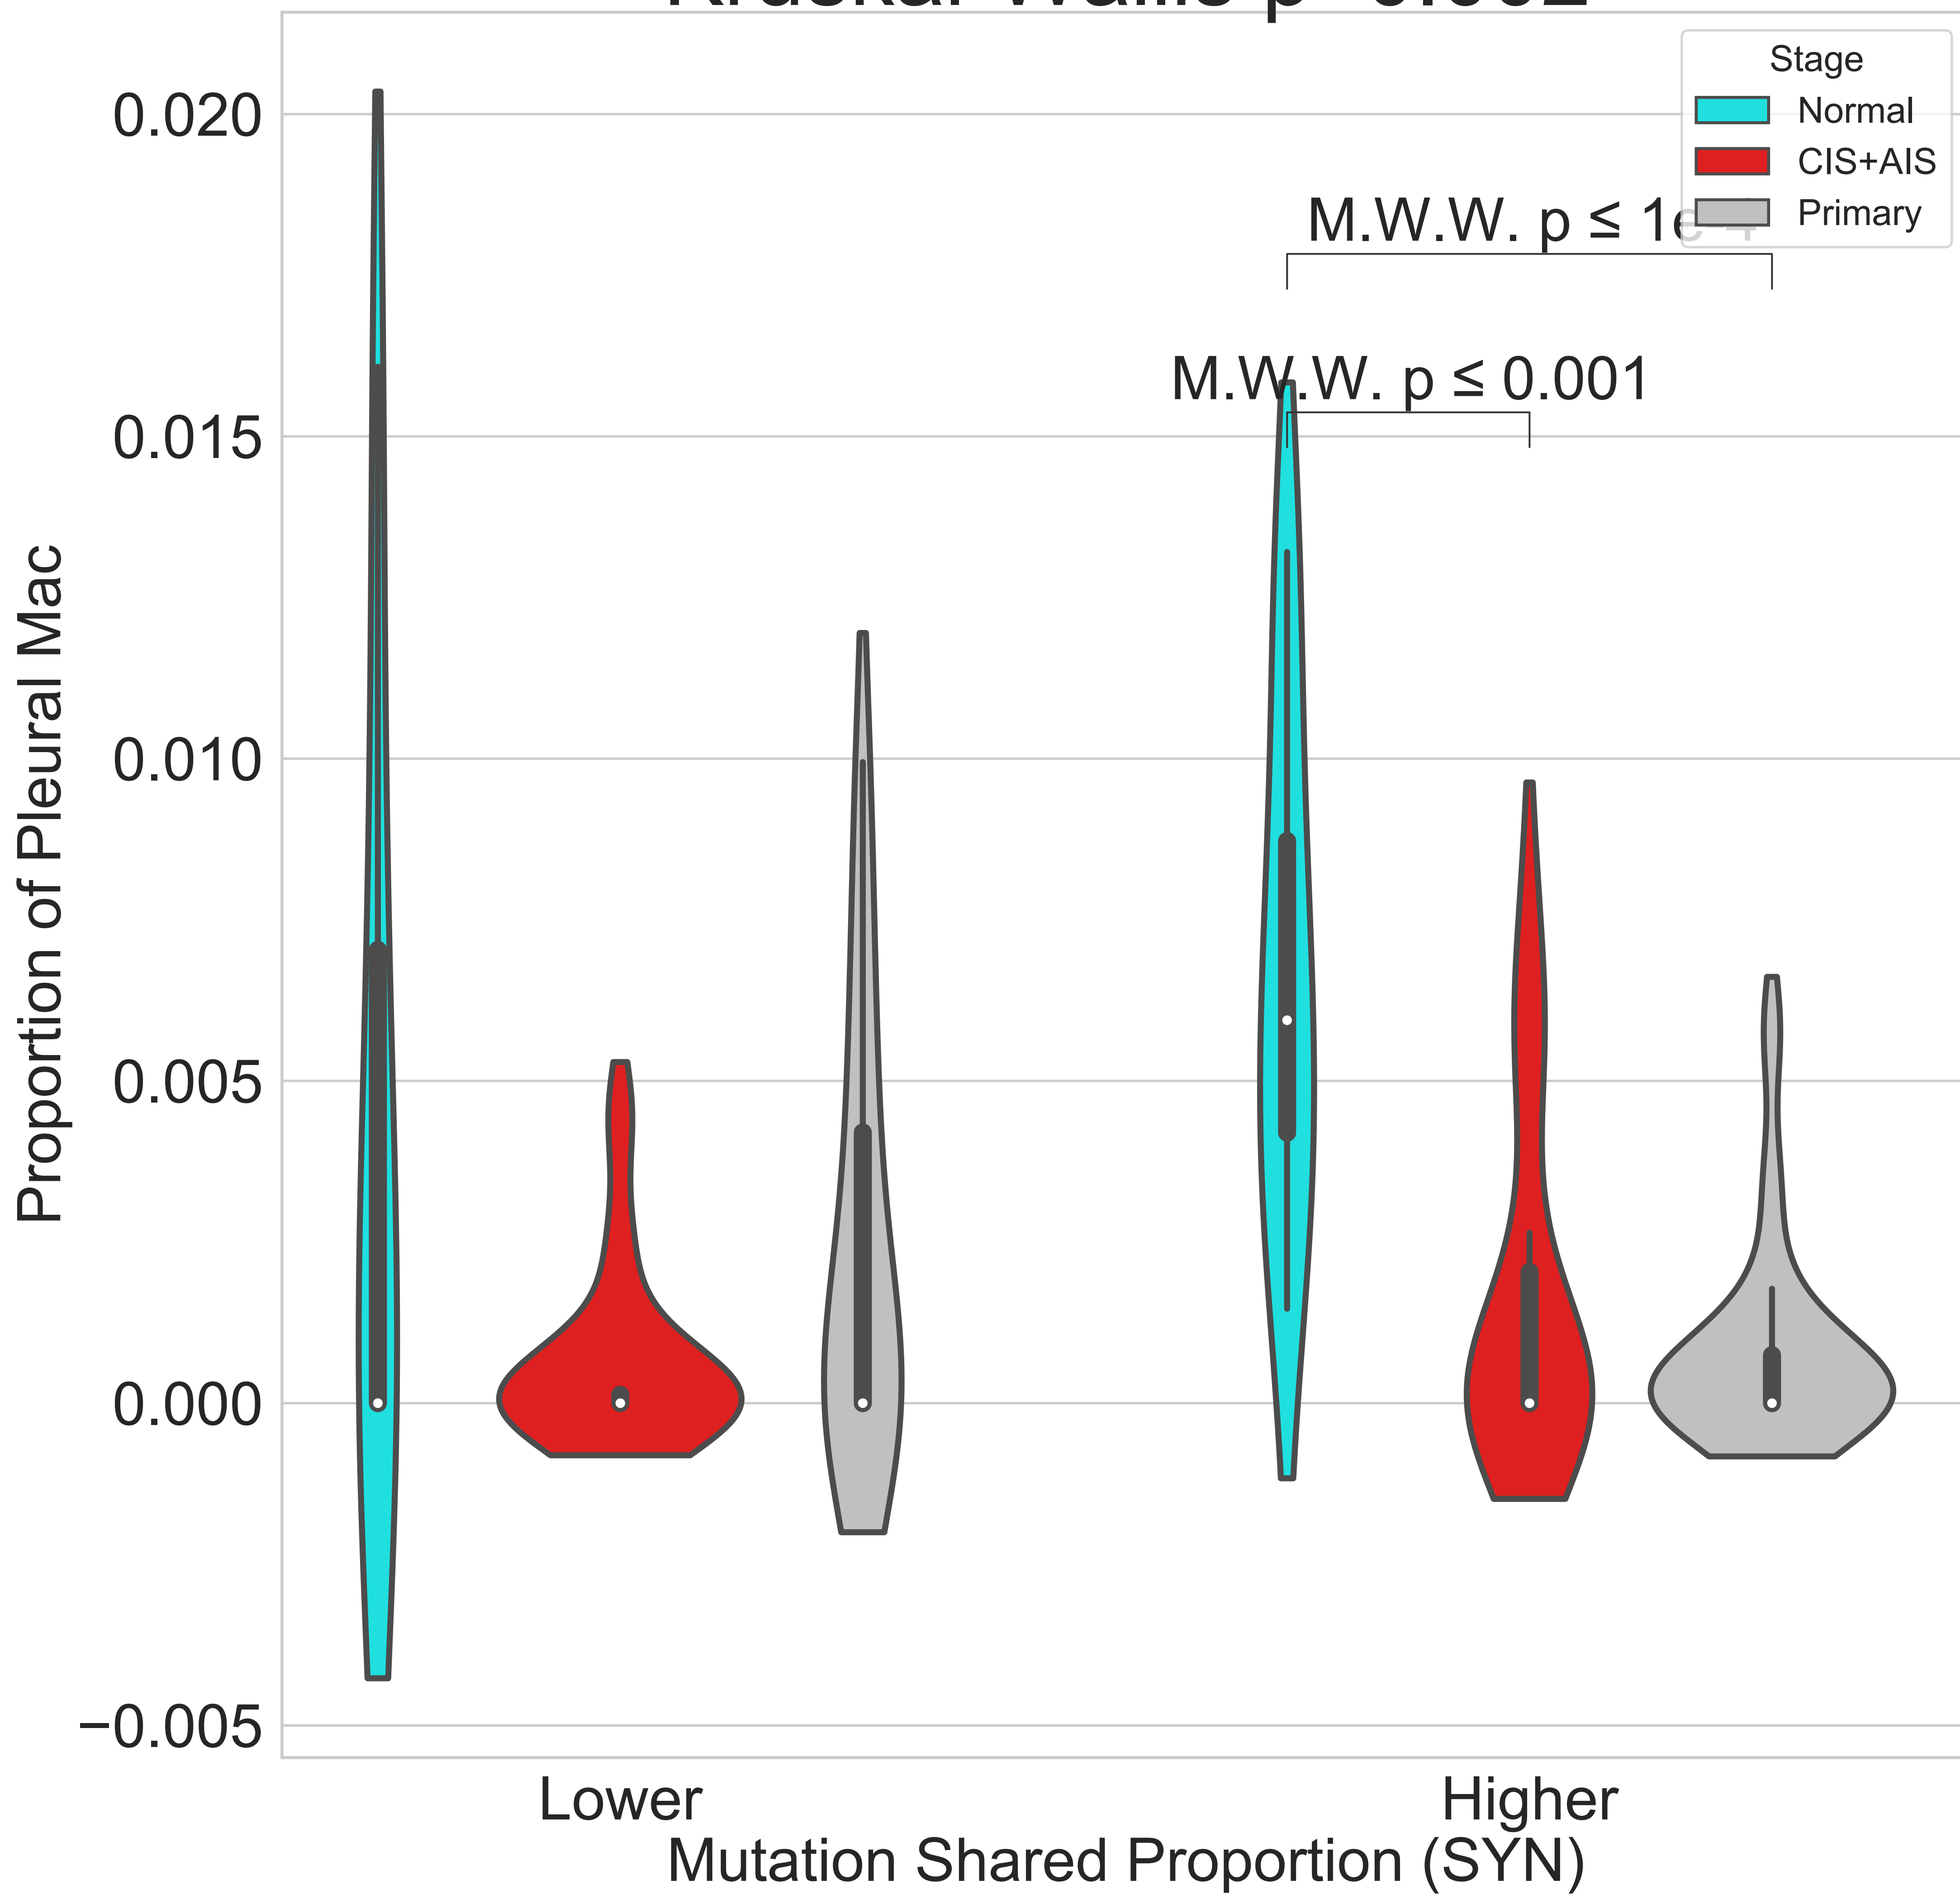 Stage
Normal
CIS+AIS
Primary
M.W.W. p ≤
M.W.W. p ≤ 0.001
0.020
0.015
0.010
0.005
0.000
−0.005
Proportion of Pleural Mac
Lower
Higher
Mutation Shared Proportion (SYN)